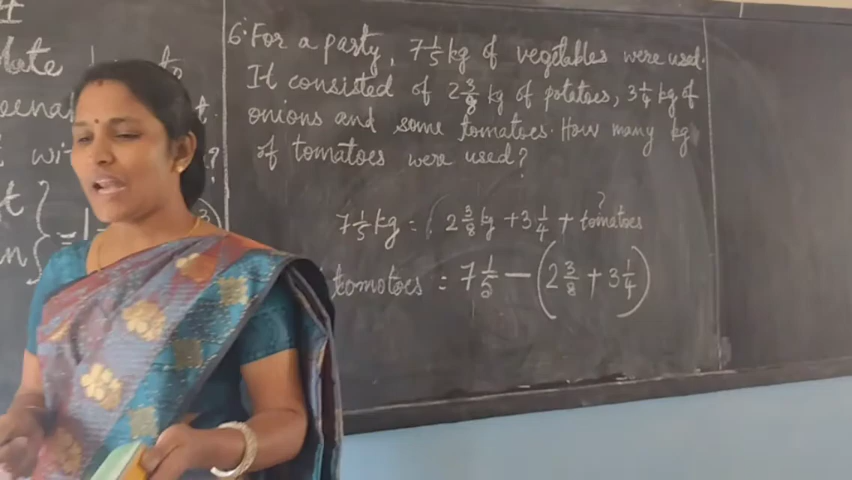 6. For a party, 7 1/5 kg of vegetables were used.
It consisted of 2 3/8 kg of potatoes, 3 1/4 kg of
onions and some tomatoes. How many kg
of tomatoes were used?
?
7 1/5 kg = ( 2 3/8 kg + 3 1/4 + tomatoes
tomotoes = 7 1/5 − (2 3/8 + 3 1/4)